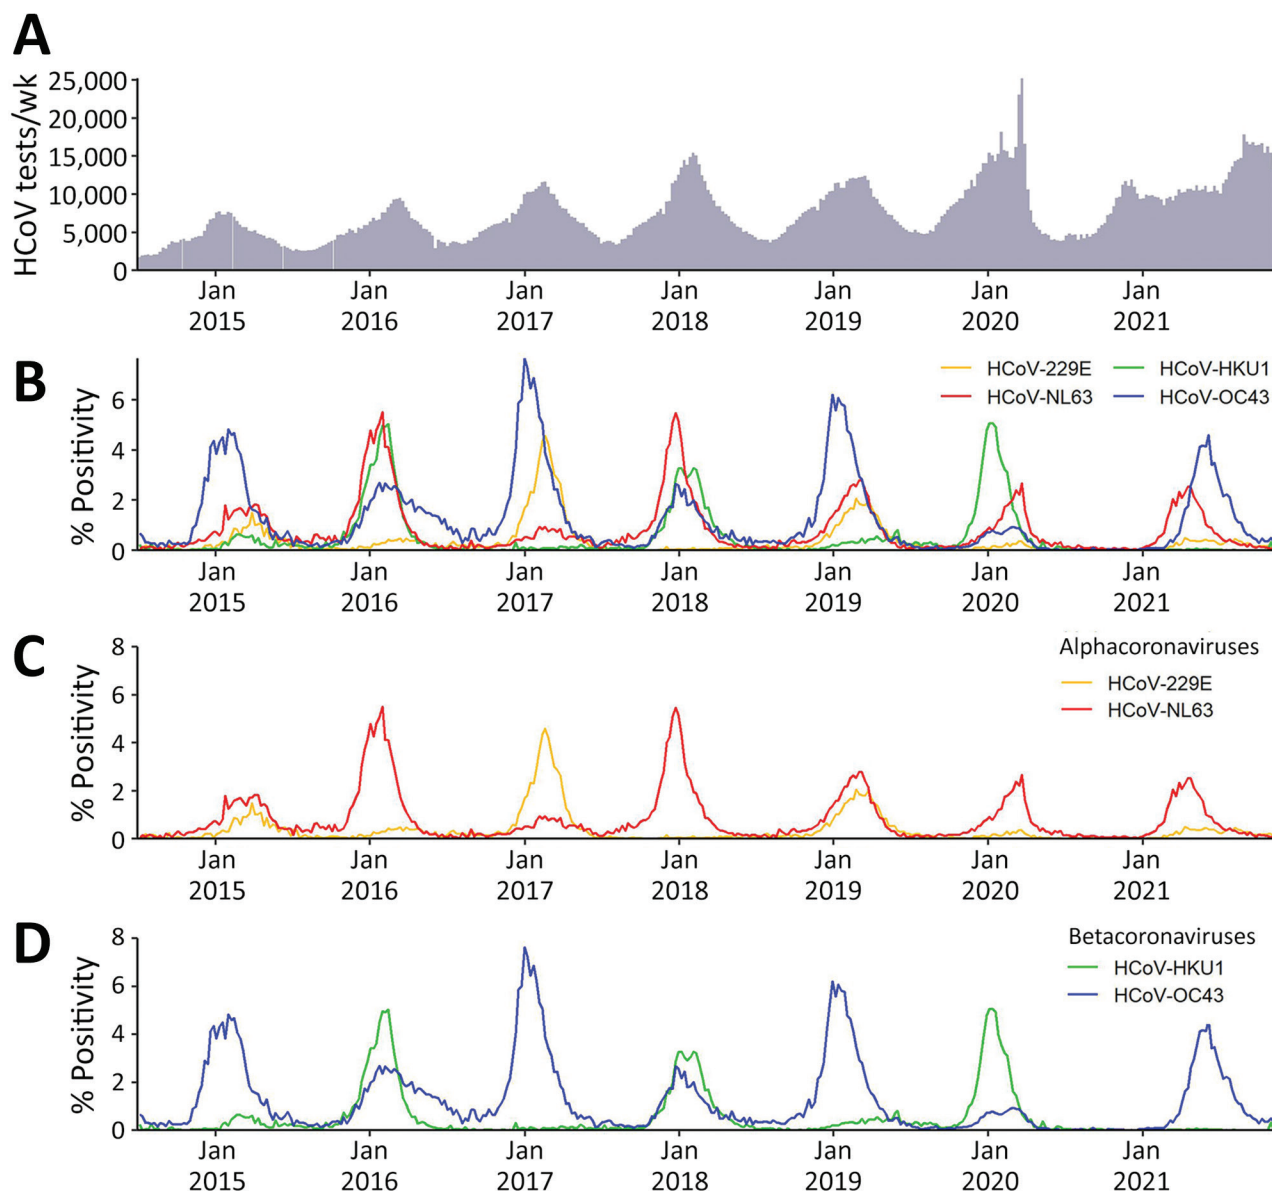 A
HCoV tests/wk
25,000
20,000
15,000
10,000
5,000
0
Jan Jan Jan Jan Jan Jan Jan
2015 2016 2017 2018 2019 2020 2021
B
% Positivity
HCoV-229E HCoV-HKU1
HCoV-NL63 HCoV-OC43
6
4
2
0
Jan Jan Jan Jan Jan Jan Jan
2015 2016 2017 2018 2019 2020 2021
C
% Positivity
Alphacoronaviruses
HCoV-229E
HCoV-NL63
8
6
4
2
0
Jan Jan Jan Jan Jan Jan Jan
2015 2016 2017 2018 2019 2020 2021
D
% Positivity
Betacoronaviruses
HCoV-HKU1
HCoV-OC43
8
6
4
2
0
Jan Jan Jan Jan Jan Jan Jan
2015 2016 2017 2018 2019 2020 2021